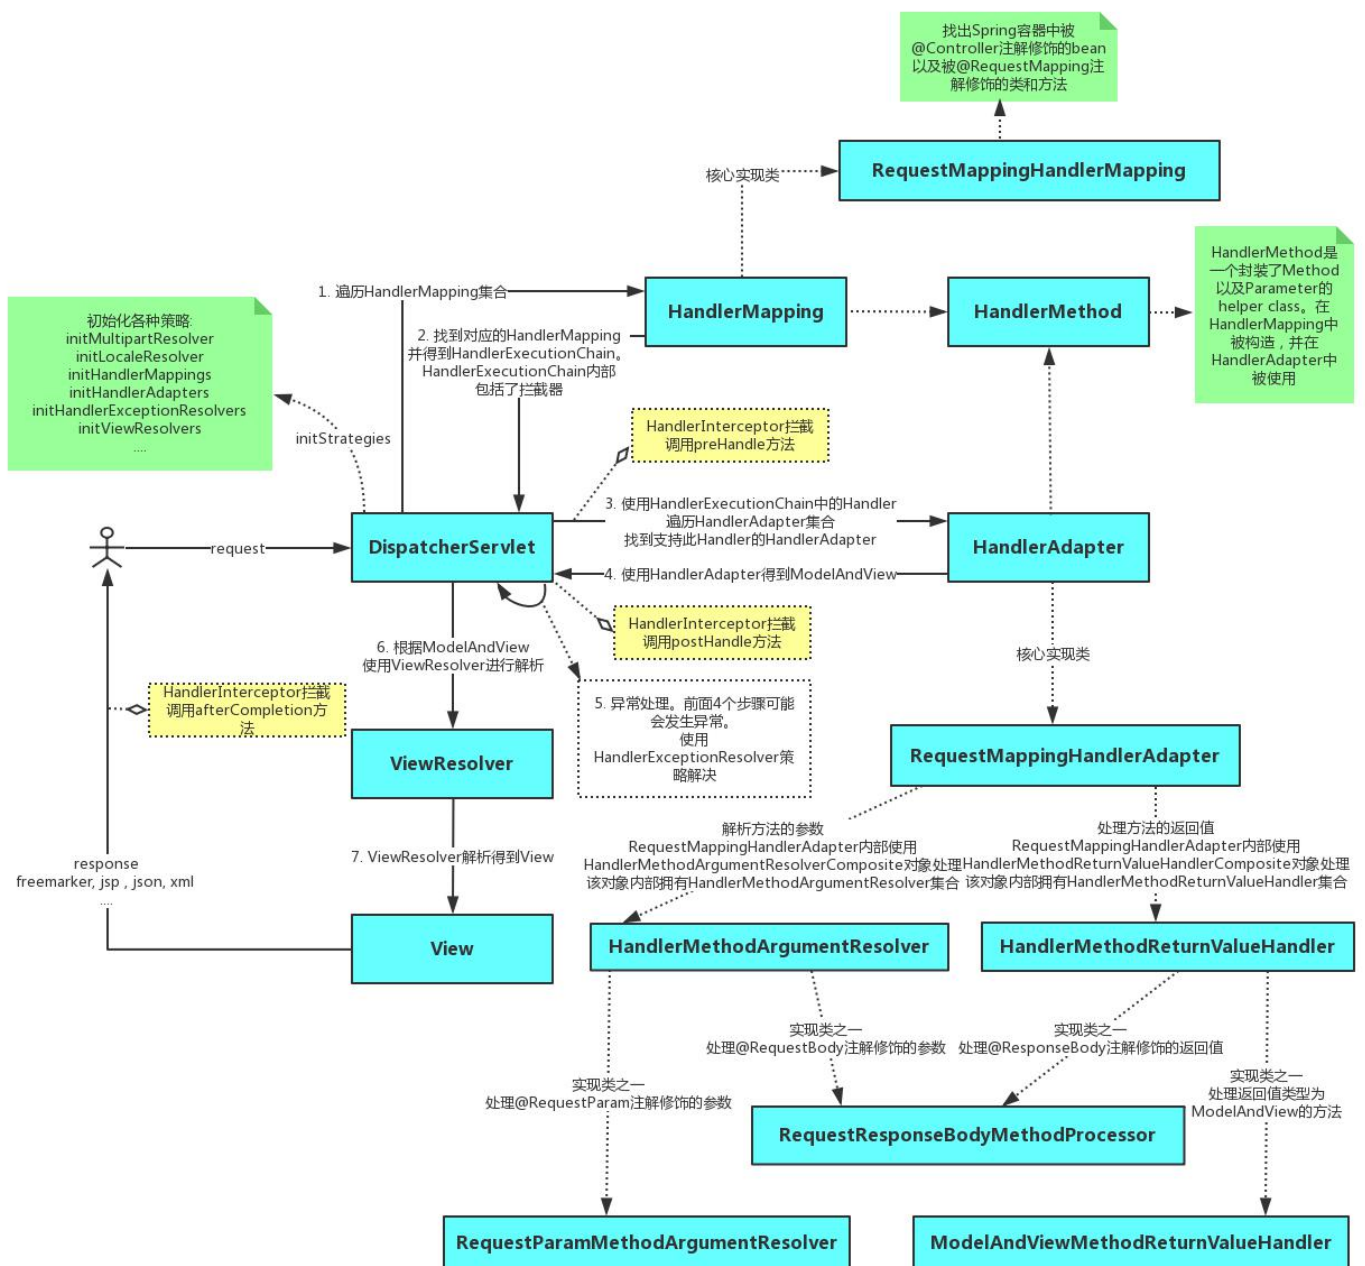 找出Spring容器中被
@Controller注解修饰的bean
以及被@RequestMapping注
解修饰的类和方法
RequestMappingHandlerMapping
核心实现类
HandlerMethod是
一个封装了Method
以及Parameter的
helper class。在
HandlerMapping中
被构造，并在
HandlerAdapter中
被使用
1. 遍历HandlerMapping集合
HandlerMapping
HandlerMethod
初始化各种策略:
initMultipartResolver
initLocaleResolver
initHandlerMappings
initHandlerAdapters
initHandlerExceptionResolvers
initViewResolvers
....
2. 找到对应的HandlerMapping
并得到HandlerExecutionChain。
HandlerExecutionChain内部
包括了拦截器
initStrategies
HandlerInterceptor拦截
调用preHandle方法
3. 使用HandlerExecutionChain中的Handler
遍历HandlerAdapter集合
找到支持此Handler的HandlerAdapter
request
DispatcherServlet
HandlerAdapter
4. 使用HandlerAdapter得到ModelAndView
HandlerInterceptor拦截
调用postHandle方法
6. 根据ModelAndView
使用ViewResolver进行解析
核心实现类
HandlerInterceptor拦截
调用afterCompletion方
法
5. 异常处理。前面4个步骤可能
会发生异常。
使用
HandlerExceptionResolver策
略解决
ViewResolver
RequestMappingHandlerAdapter
解析方法的参数
RequestMappingHandlerAdapter内部使用
HandlerMethodArgumentResolverComposite对象处理
该对象内部拥有HandlerMethodArgumentResolver集合
处理方法的返回值
RequestMappingHandlerAdapter内部使用
HandlerMethodReturnValueHandlerComposite对象处理
该对象内部拥有HandlerMethodReturnValueHandler集合
7. ViewResolver解析得到View
response
freemarker, jsp , json, xml
....
View
HandlerMethodArgumentResolver
HandlerMethodReturnValueHandler
实现类之一
处理@RequestBody注解修饰的参数
实现类之一
处理@ResponseBody注解修饰的返回值
实现类之一
处理@RequestParam注解修饰的参数
实现类之一
处理返回值类型为
ModelAndView的方法
RequestResponseBodyMethodProcessor
RequestParamMethodArgumentResolver
ModelAndViewMethodReturnValueHandler